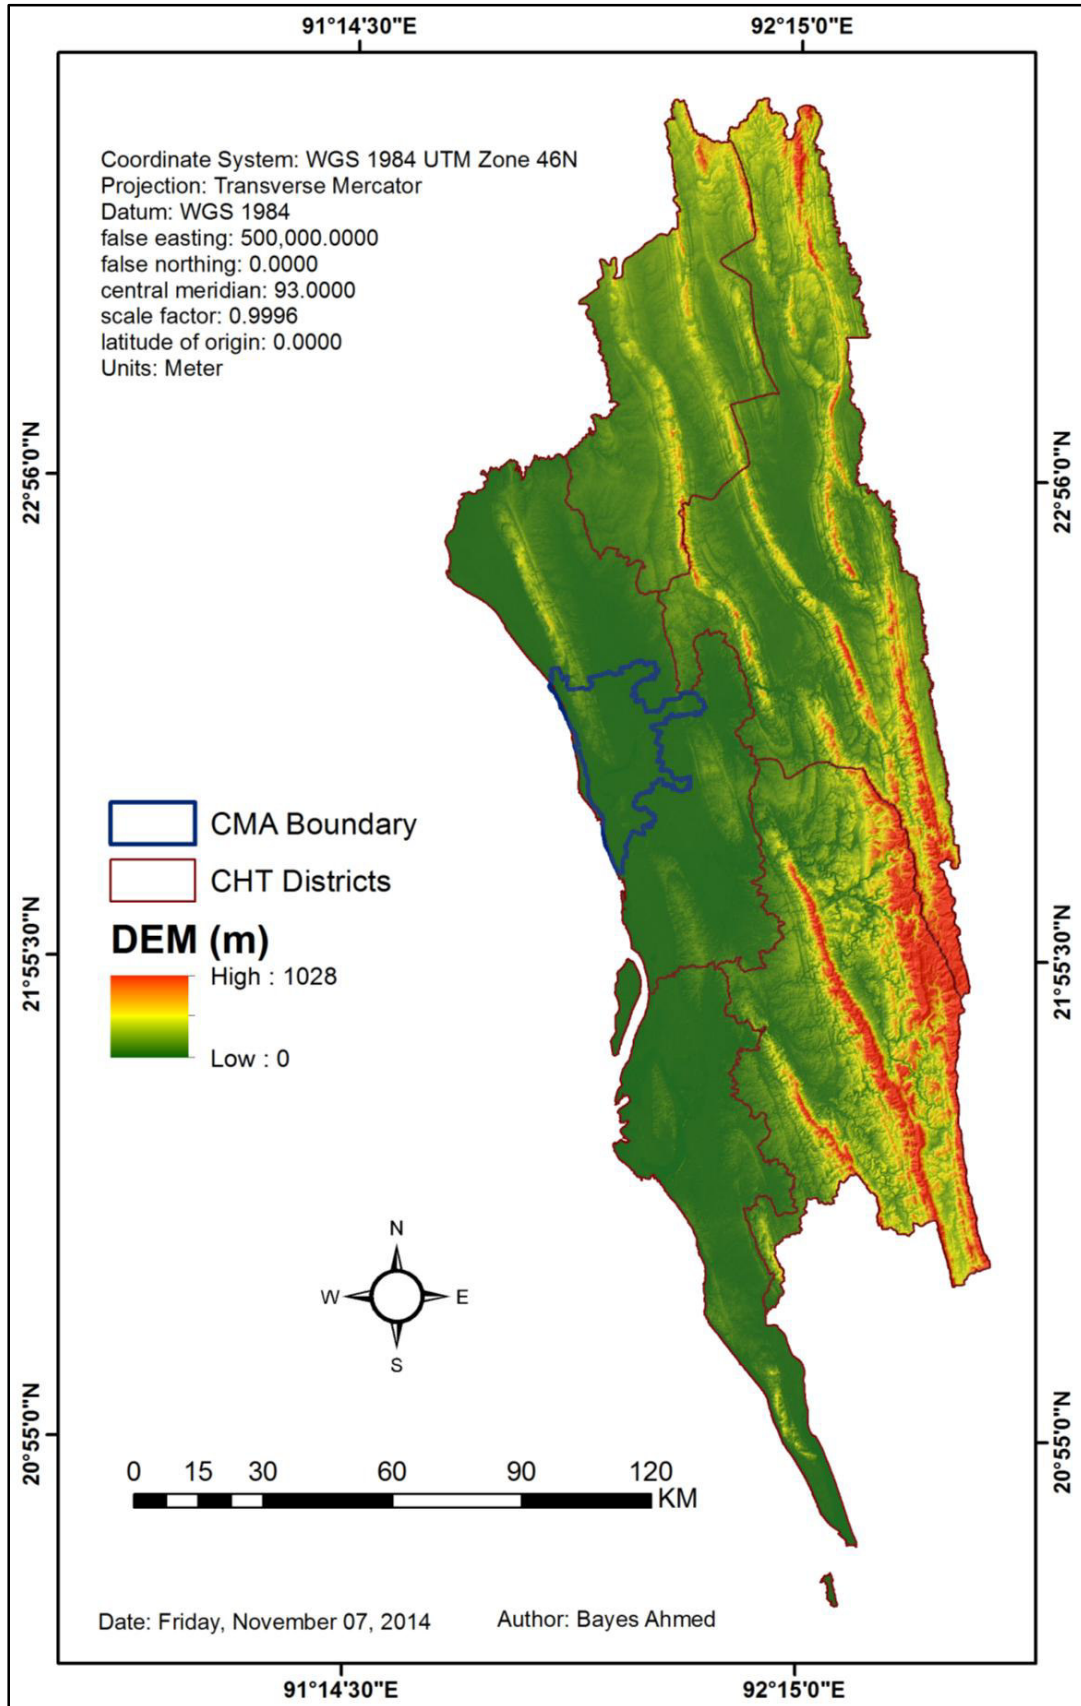 91°14'30"E 92°15'0"E
Coordinate System: WGS 1984 UTM Zone 46N
Projection: Transverse Mercator
Datum: WGS 1984
false easting: 500,000.0000
false northing: 0.0000
central meridian: 93.0000
scale factor: 0.9996
latitude of origin: 0.0000
Units: Meter
22°56'0"N 22°56'0"N
CMA Boundary
CHT Districts
DEM (m)
High : 1028
Low : 0
21°55'30"N 21°55'30"N
N
W E
S
20°55'0"N 20°55'0"N
0 15 30 60 90 120
KM
Date: Friday, November 07, 2014 Author: Bayes Ahmed
91°14'30"E 92°15'0"E